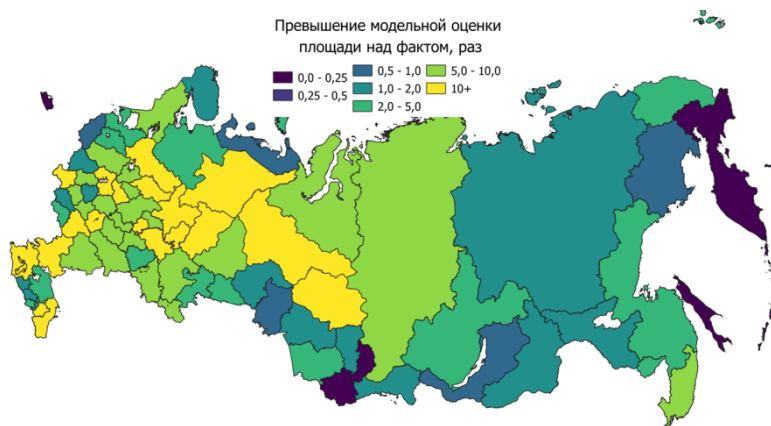 Превышение модельной оценки
площади над фактом, раз
0,0 - 0,25
0,25 - 0,5
0,5 - 1,0
1,0 - 2,0
2,0 - 5,0
5,0 - 10,0
10+